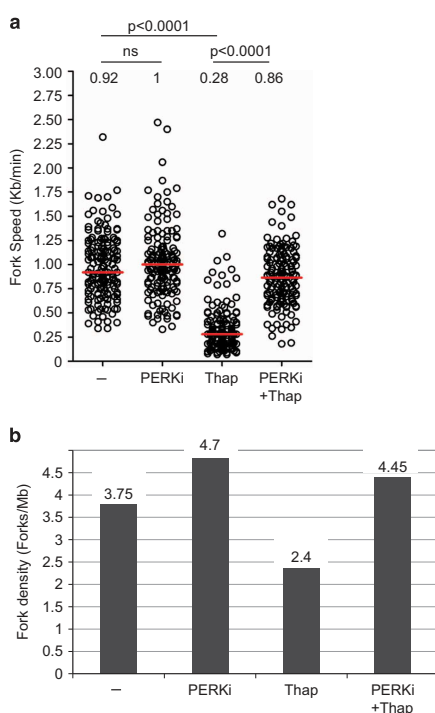 a
p<0.0001
ns p<0.0001
0.92 1 0.28 0.86
3.00
2.75
2.50
2.25
2.00
1.75
1.50
1.25
1.00
0.75
0.50
0.25
0
Fork Speed (Kb/min)
– PERKi Thap PERKi
+Thap
b
4.7
4.45
3.75
2.4
4.5
4
3.5
3
2.5
2
1.5
1
0.5
0
Fork density (Forks/Mb)
– PERKi Thap PERKi
+Thap